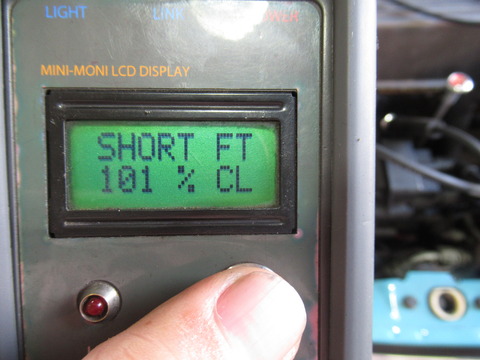 LIGHT LINK
MINI-MONI LCD DISPLAY
SHORT FT
101 % CL